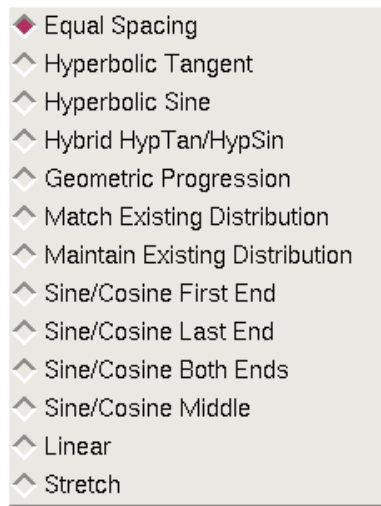 Equal Spacing
Hyperbolic Tangent
Hyperbolic Sine
Hybrid HypTan/HypSin
Geometric Progression
Match Existing Distribution
Maintain Existing Distribution
Sine/Cosine First End
Sine/Cosine Last End
Sine/Cosine Both Ends
Sine/Cosine Middle
Linear
Stretch